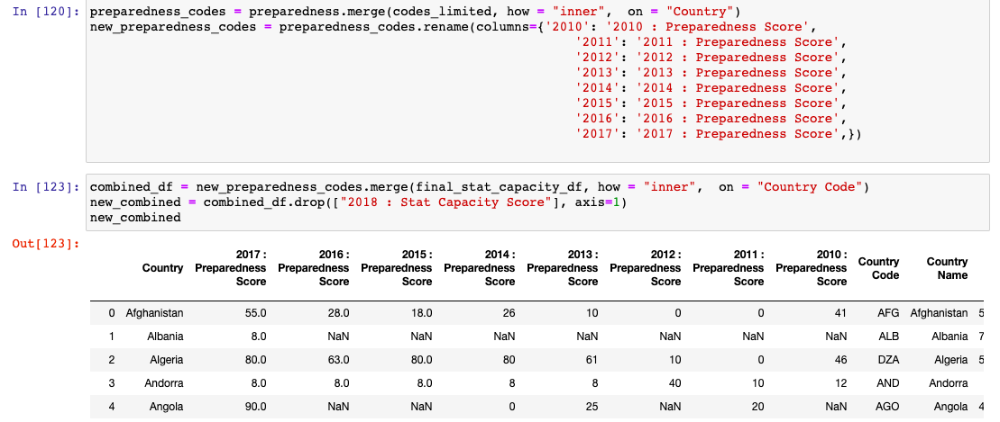 In [120]: preparedness_codes = preparedness.merge(codes_limited, how = "inner",  on = "Country")
new_preparedness_codes = preparedness_codes.rename(columns={'2010': '2010 : Preparedness Score',
'2011': '2011 : Preparedness Score',
'2012': '2012 : Preparedness Score',
'2013': '2013 : Preparedness Score',
'2014': '2014 : Preparedness Score',
'2015': '2015 : Preparedness Score',
'2016': '2016 : Preparedness Score',
'2017': '2017 : Preparedness Score',})
In [123]: combined_df = new_preparedness_codes.merge(final_stat_capacity_df, how = "inner",  on = "Country Code")
new_combined = combined_df.drop(["2018 : Stat Capacity Score"], axis=1)
new_combined
Out[123]:
2017 : 2016 : 2015 : 2014 : 2013 : 2012 : 2011 : 2010 : Country Country
Country Preparedness Preparedness Preparedness Preparedness Preparedness Preparedness Preparedness Preparedness Code Name
Score Score Score Score Score Score Score Score
0 Afghanistan 55.0 28.0 18.0 26 10 0 0 41 AFG Afghanistan 5
1 Albania 8.0 NaN NaN NaN NaN NaN NaN NaN ALB Albania 7
2 Algeria 80.0 63.0 80.0 80 61 10 0 46 DZA Algeria 5
3 Andorra 8.0 8.0 8.0 8 8 40 10 12 AND Andorra
4 Angola 90.0 NaN NaN 0 25 NaN 20 NaN AGO Angola 4